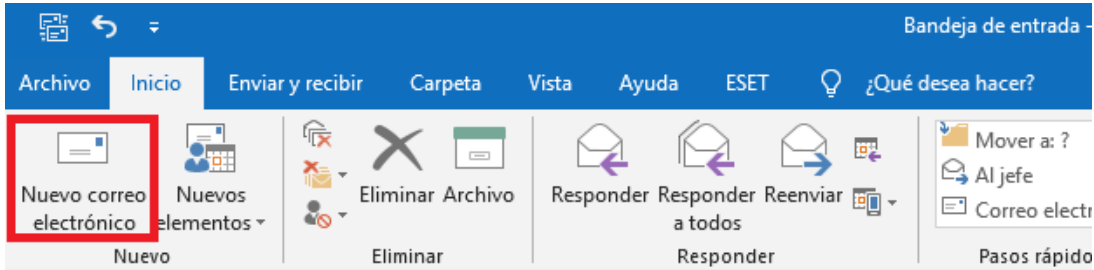 Bandeja de entrada -
Archivo Inicio Enviar y recibir Carpeta Vista Ayuda ESET ¿Qué desea hacer?
Nuevo correo
electrónico
Nuevos
elementos
Nuevo
Eliminar Archivo
Eliminar
Responder Responder
a todos
Reenviar
Responder
Mover a: ?
Al jefe
Correo electr
Pasos rápido